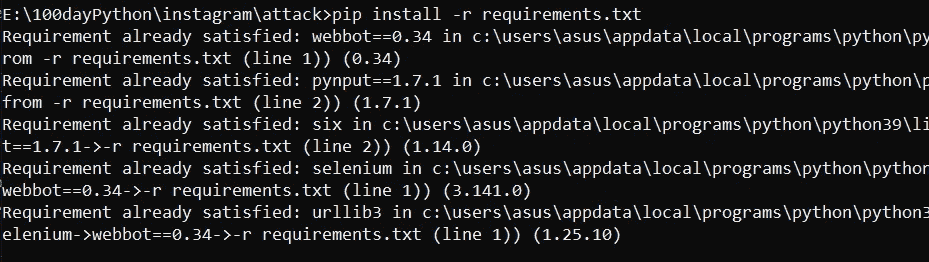 E:\100dayPython\instagram\attack>pip install -r requirements.txt
Requirement already satisfied: webbot==0.34 in c:\users\asus\appdata\local\programs\python\py
rom -r requirements.txt (line 1)) (0.34)
Requirement already satisfied: pynput==1.7.1 in c:\users\asus\appdata\local\programs\python\p
from -r requirements.txt (line 2)) (1.7.1)
Requirement already satisfied: six in c:\users\asus\appdata\local\programs\python\python39\li
t==1.7.1->-r requirements.txt (line 2)) (1.14.0)
Requirement already satisfied: selenium in c:\users\asus\appdata\local\programs\python\python
webbot==0.34->-r requirements.txt (line 1)) (3.141.0)
Requirement already satisfied: urllib3 in c:\users\asus\appdata\local\programs\python\python3
elenium->webbot==0.34->-r requirements.txt (line 1)) (1.25.10)